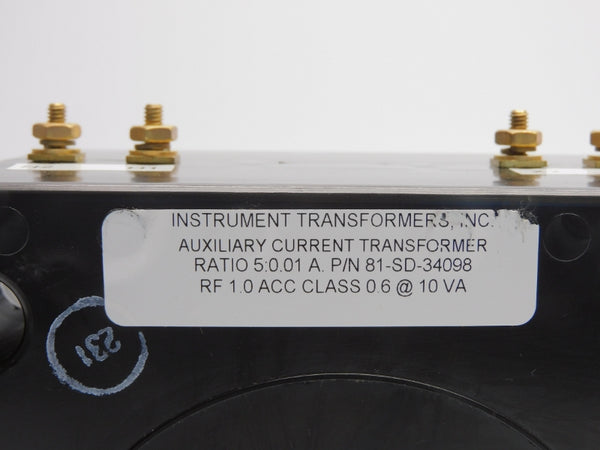 INSTRUMENT TRANSFORMERS, INC.
AUXILIARY CURRENT TRANSFORMER
RATIO 5:0.01 A. P/N 81-SD-34098
RF 1.0 ACC CLASS 0.6 @ 10 VA
231